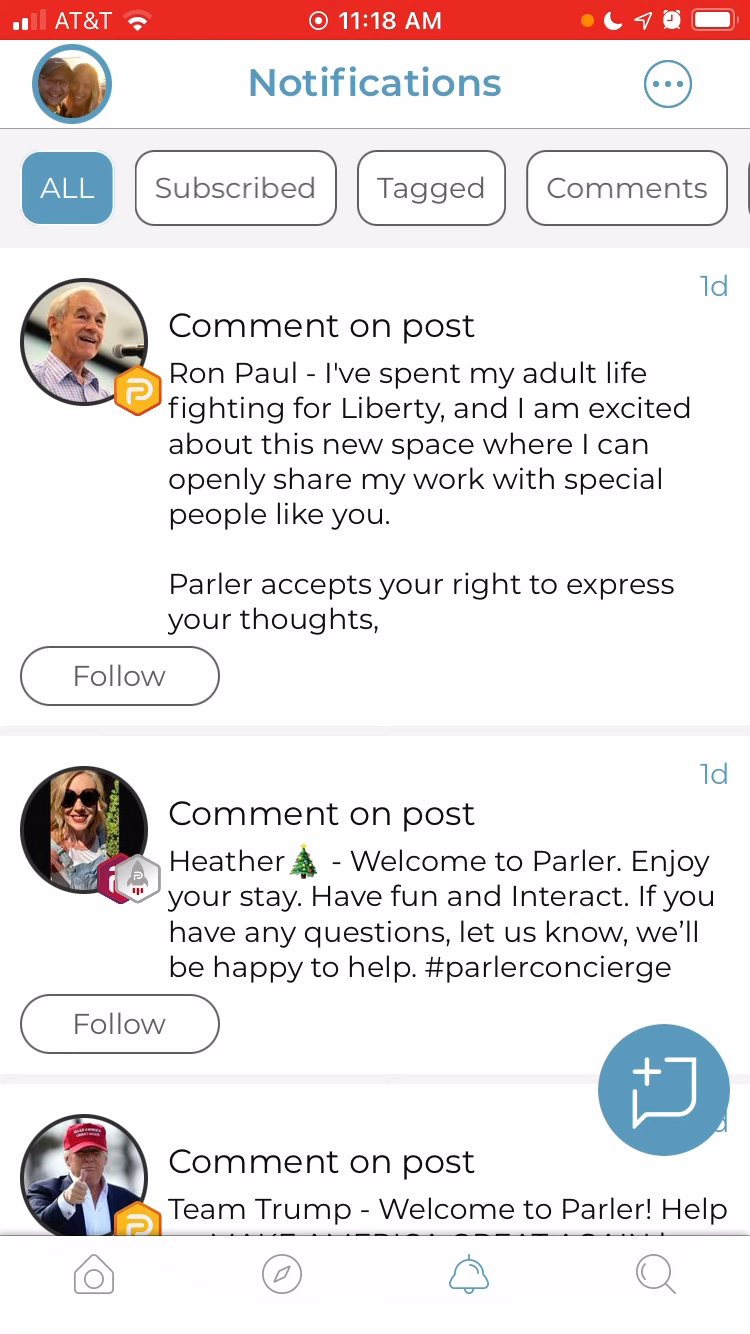 AT&T 11:18 AM
Notifications
ALL Subscribed Tagged Comments
1d
Comment on post
Ron Paul - I've spent my adult life
fighting for Liberty, and I am excited
about this new space where I can
openly share my work with special
people like you.
Parler accepts your right to express
your thoughts,
Follow
1d
Comment on post
Heather🎄 - Welcome to Parler. Enjoy
your stay. Have fun and Interact. If you
have any questions, let us know, we’ll
be happy to help. #parlerconcierge
Follow
Comment on post
Team Trump - Welcome to Parler! Help
MAKE AMERICA GREAT AGAIN